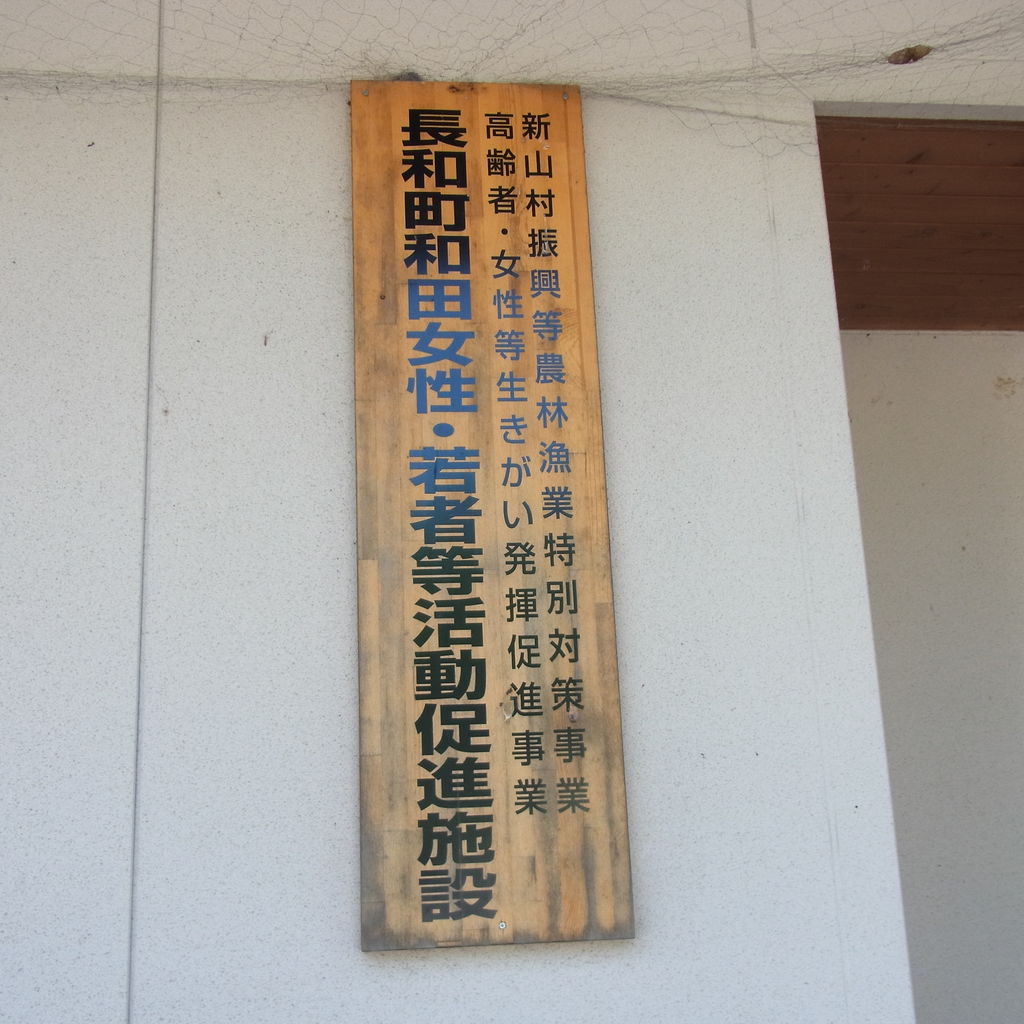 新山村振興等農林漁業特別対策事業
高齢者・女性等生きがい発揮促進事業
長和町和田女性・若者等活動促進施設